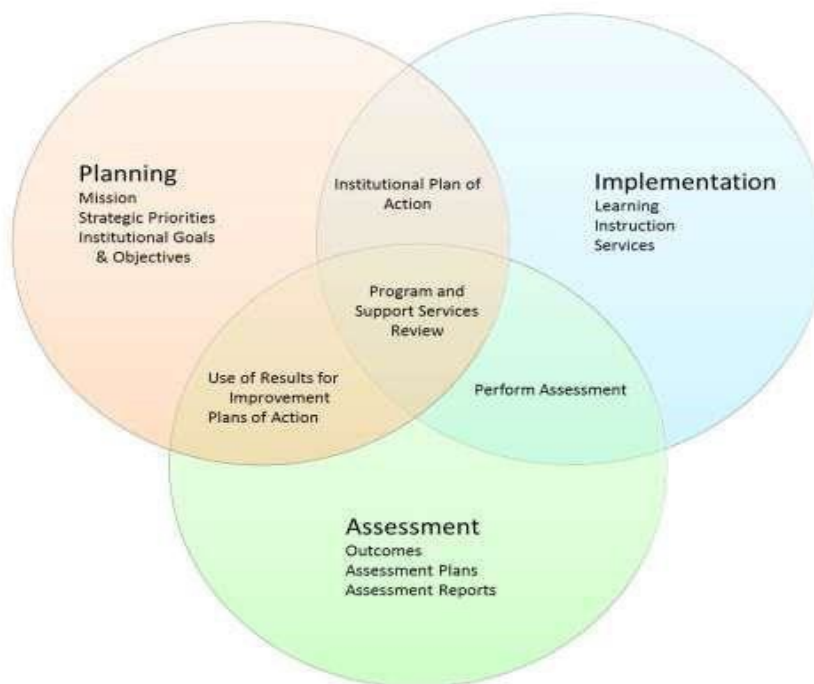 Planning
Mission
Strategic Priorities
Institutional Goals
& Objectives
Institutional Plan of
Action
Implementation
Learning
Instruction
Services
Program and
Support Services
Review
Use of Results for
Improvement
Plans of Action
Perform Assessment
Assessment
Outcomes
Assessment Plans
Assessment Reports